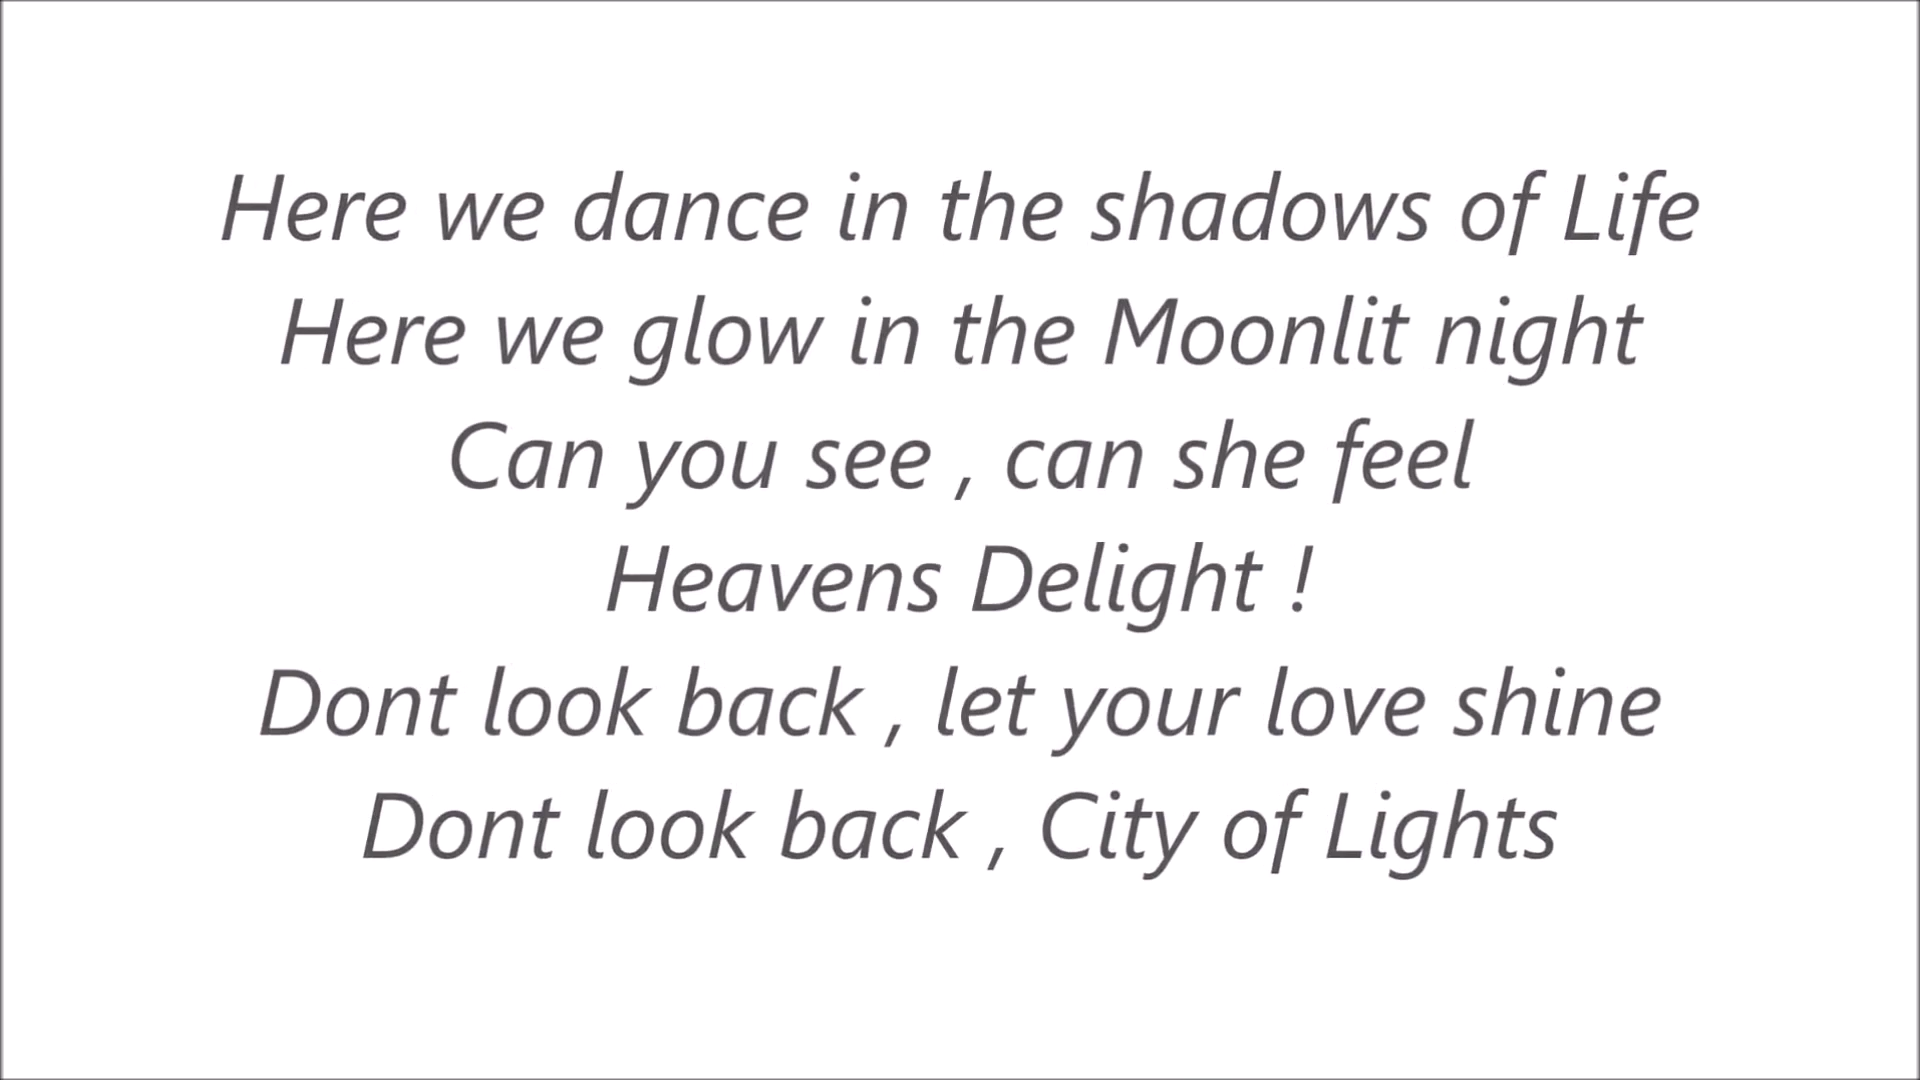 Here we dance in the shadows of Life
Here we glow in the Moonlit night
Can you see , can she feel
Heavens Delight !
Dont look back , let your love shine
Dont look back , City of Lights